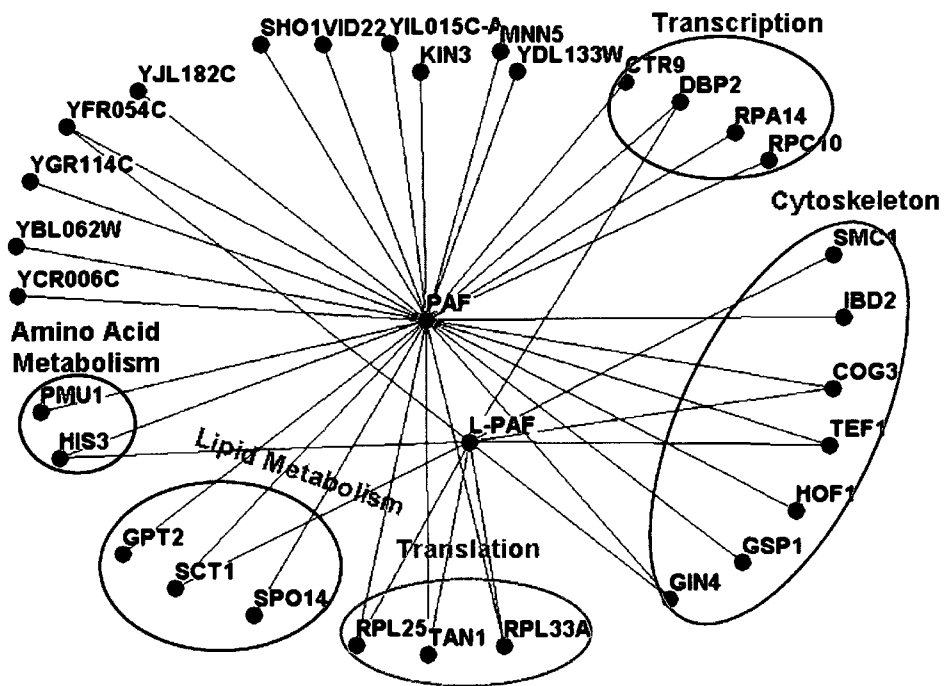 SHO1 VID22 YIL015C-A
MNN5
KIN3
YDL133W
Transcription
CTR9
DBP2
RPA14
RPC10
YJL182C
YFR054C
YGR114C
YBL062W
YCR006C
PAF
Cytoskeleton
SMC1
IBD2
COG3
TEF1
HOF1
GSP1
GIN4
Amino Acid
Metabolism
PMU1
HIS3
L-PAF
Lipid Metabolism
GPT2
SCT1
SPO14
Translation
RPL25
TAN1
RPL33A